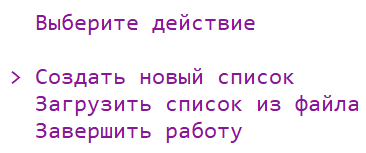 Выберите действие
> Создать новый список
Загрузить список из файла
Завершить работу